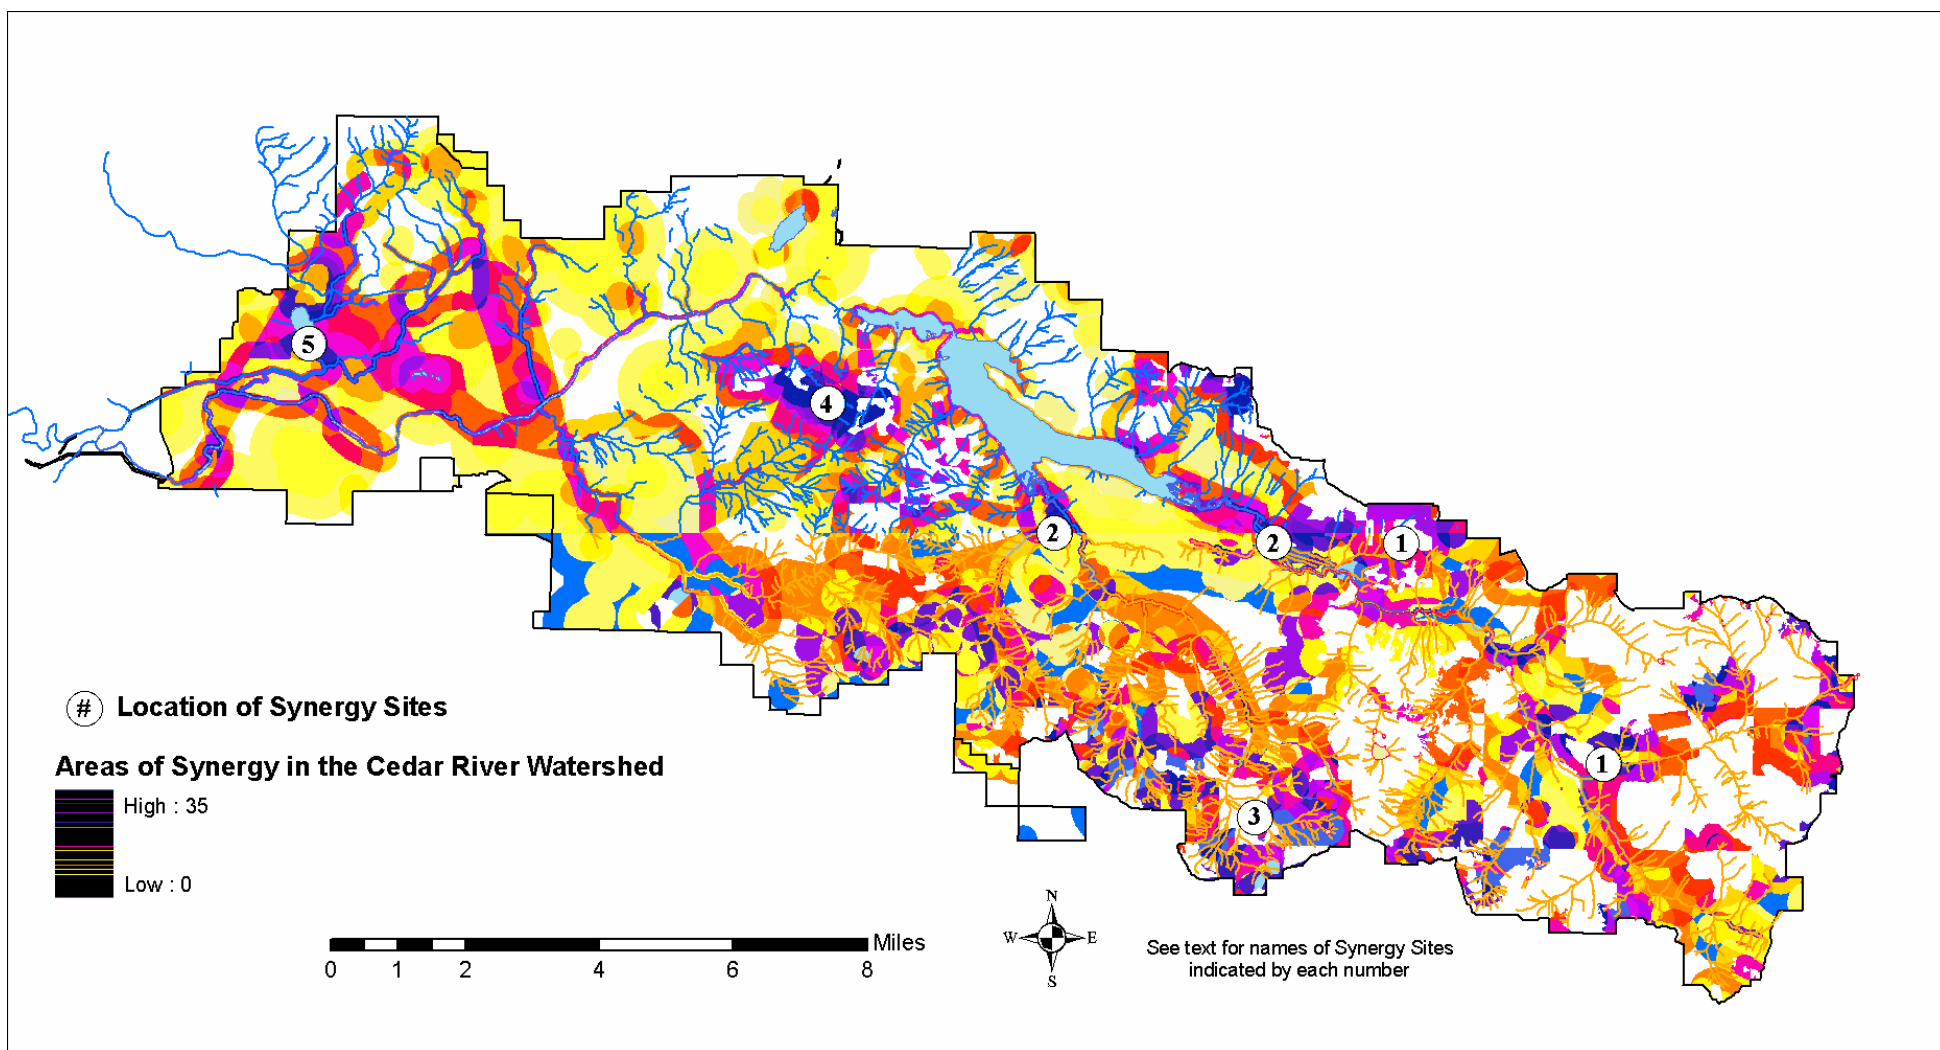 5
4
2
2
1
1
3
# Location of Synergy Sites
Areas of Synergy in the Cedar River Watershed
High : 35
Low : 0
Miles
0 1 2 4 6 8
N
W E
S
See text for names of Synergy Sites
indicated by each number